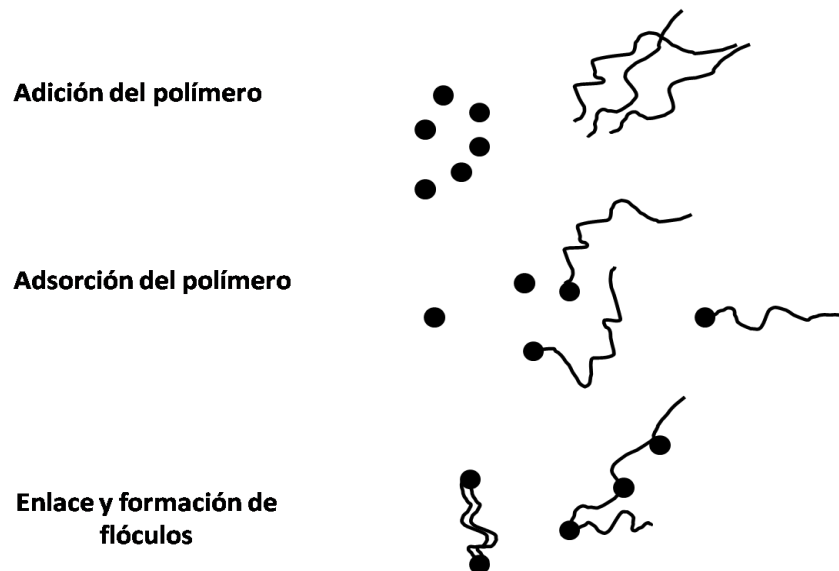 Adición del polímero
Adsorción del polímero
Enlace y formación de
flóculos